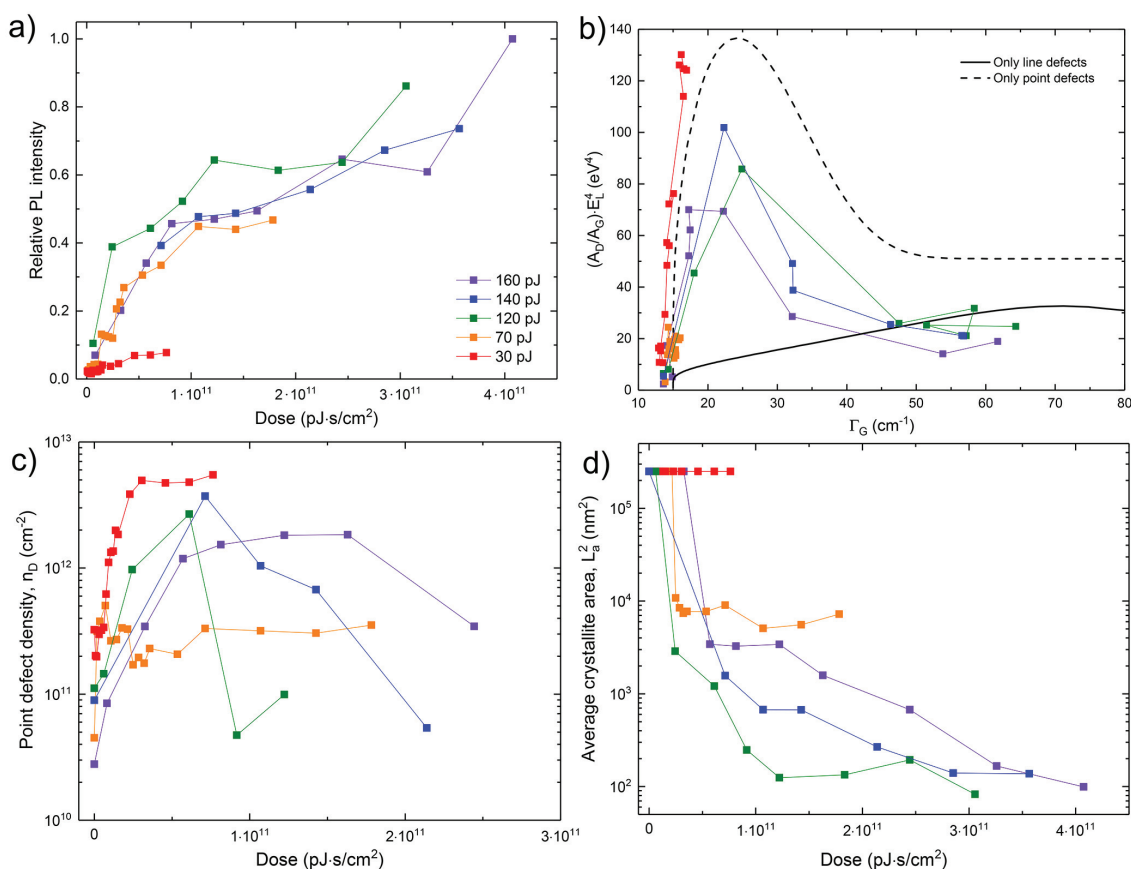 a)
Relative PL intensity
1.0
0.8
0.6
0.4
0.2
0.0
0
1·10¹¹
2·10¹¹
3·10¹¹
4·10¹¹
Dose (pJ·s/cm²)
160 pJ
140 pJ
120 pJ
70 pJ
30 pJ
b)
(A_D/A_G)·E_L⁴ (eV⁴)
140
120
100
80
60
40
20
0
10
20
30
40
50
60
70
80
Γ_G (cm⁻¹)
Only line defects
Only point defects
c)
Point defect density, n_D (cm⁻²)
10¹³
10¹²
10¹¹
10¹⁰
0
1·10¹¹
2·10¹¹
3·10¹¹
Dose (pJ·s/cm²)
d)
Average crystallite area, L_a² (nm²)
10⁵
10⁴
10³
10²
0
1·10¹¹
2·10¹¹
3·10¹¹
4·10¹¹
Dose (pJ·s/cm²)